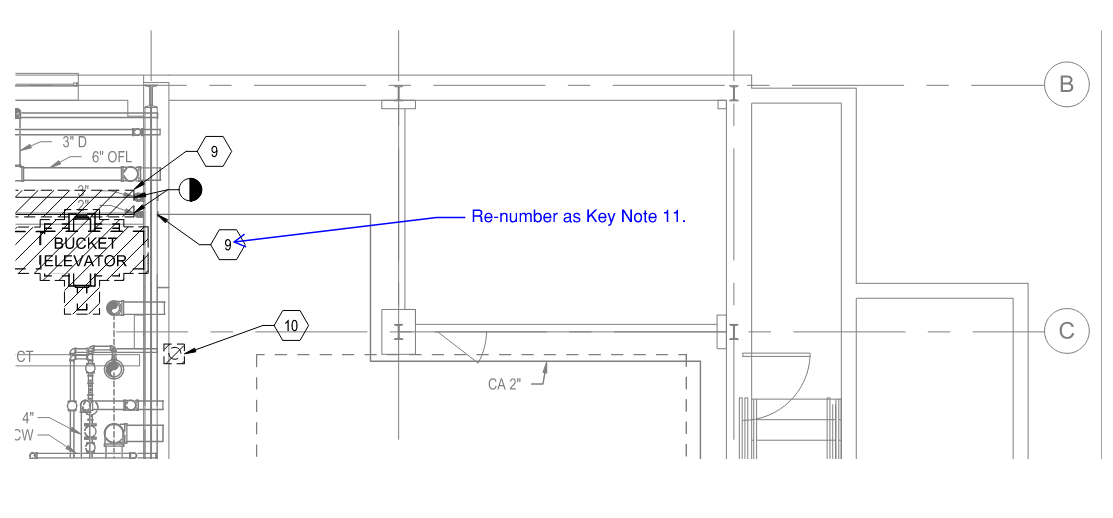 B
3" D
9
6" OFL
2"
2"
Re-number as Key Note 11.
9
BUCKET
ELEVATOR
10
C
CT
CA 2"
4"
CW